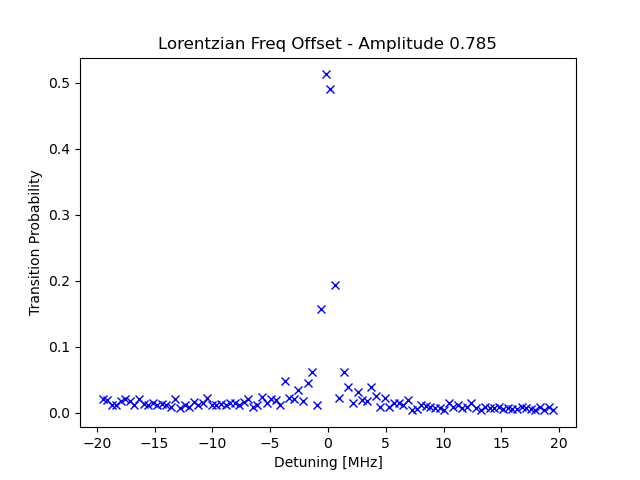 Lorentzian Freq Offset - Amplitude 0.785
0.5
0.4
0.3
0.2
0.1
0.0
Transition Probability
−20 −15 −10 −5 0 5 10 15 20
Detuning [MHz]